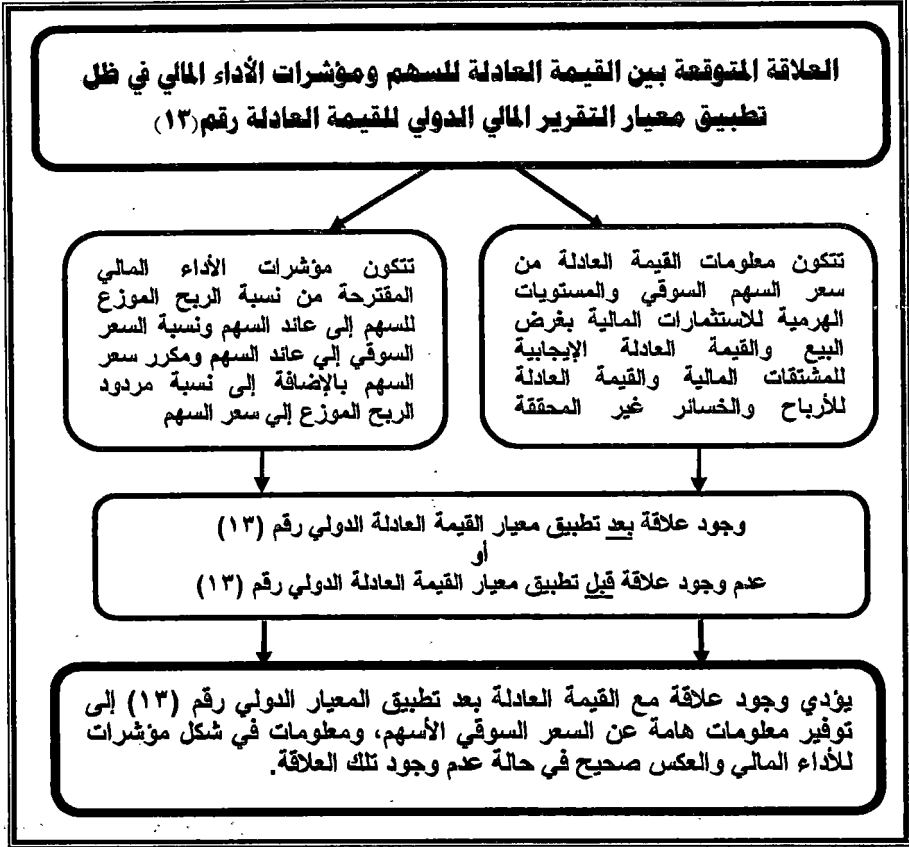 العلاقة المتوقعة بين القيمة العادلة للسهم ومؤشرات الأداء المالي في ظل
تطبيق معيار التقرير المالي الدولي للقيمة العادلة رقم(١٣)
تتكون معلومات القيمة العادلة من
سعر السهم السوقي والمستويات
الهرمية للاستثمارات المالية بغرض
البيع والقيمة العادلة الإيجابية
للمشتقات المالية والقيمة العادلة
للأرباح والخسائر غير المحققة
تتكون مؤشرات الأداء المالي
المقترحة من نسبة الربح الموزع
للسهم إلى عائد السهم ونسبة السعر
السوقي إلي عائد السهم ومكرر سعر
السهم بالإضافة إلى نسبة مردود
الربح الموزع إلي سعر السهم
وجود علاقة بعد تطبيق معيار القيمة العادلة الدولي رقم (١٣)
أو
عدم وجود علاقة قبل تطبيق معيار القيمة العادلة الدولي رقم (١٣)
يؤدي وجود علاقة مع القيمة العادلة بعد تطبيق المعيار الدولي رقم (١٣) إلى
توفير معلومات هامة عن السعر السوقي الأسهم، ومعلومات في شكل مؤشرات
للأداء المالي والعكس صحيح في حالة عدم وجود تلك العلاقة.